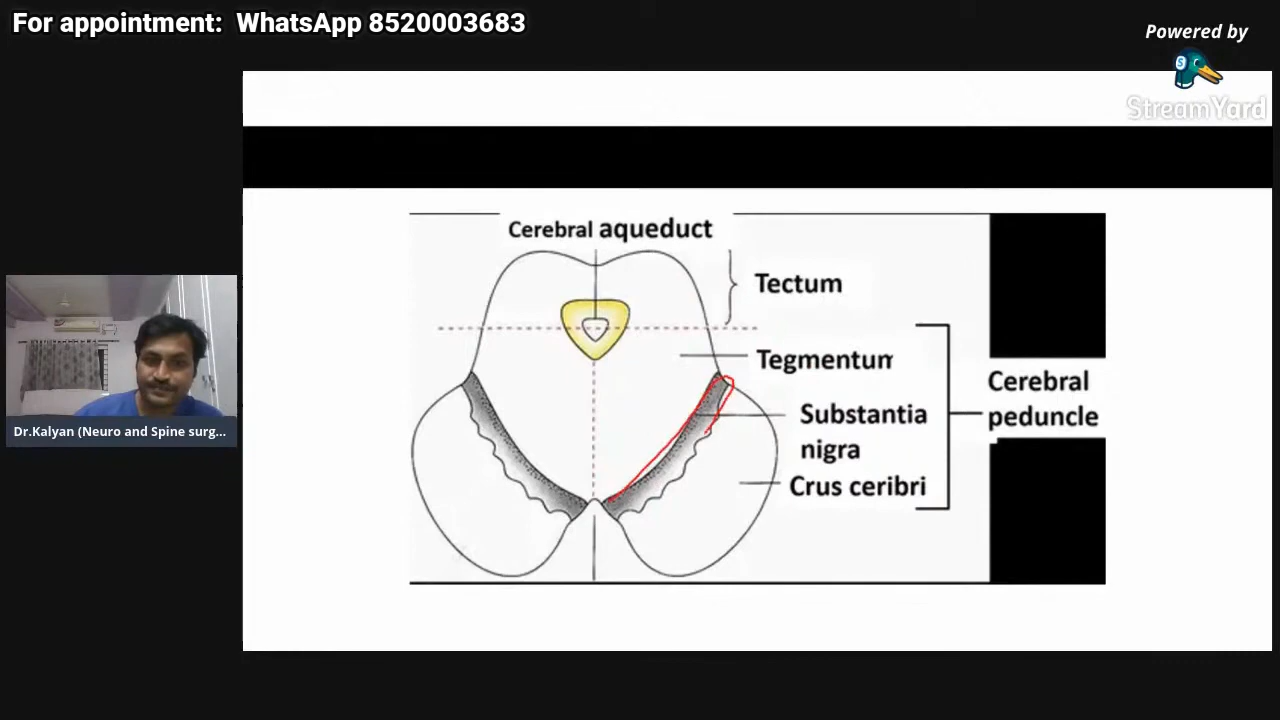 For appointment: WhatsApp 8520003683
Powered by
StreamYard
Cerebral aqueduct
Tectum
Tegmentum
Cerebral
peduncle
Substantia
nigra
Crus ceribri
Dr.Kalyan (Neuro and Spine surg...